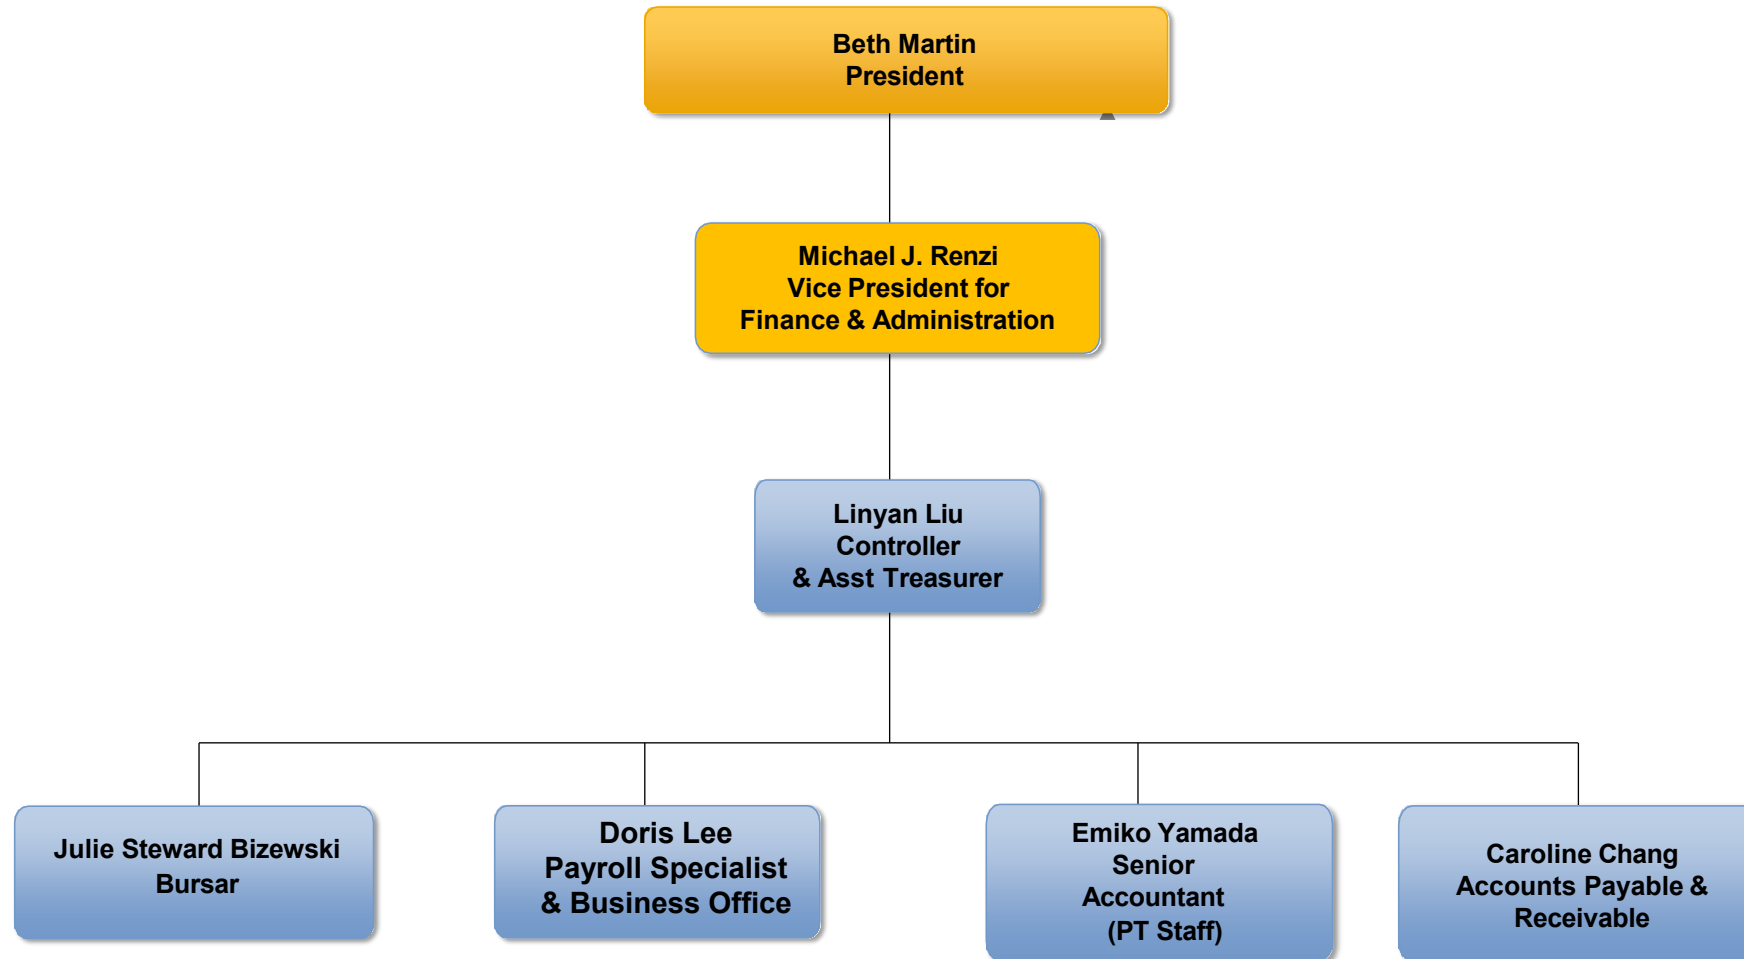 Beth Martin
President
Michael J. Renzi
Vice President for
Finance & Administration
Linyan Liu
Controller
& Asst Treasurer
Julie Steward Bizewski
Bursar
Doris Lee
Payroll Specialist
& Business Office
Emiko Yamada
Senior
Accountant
(PT Staff)
Caroline Chang
Accounts Payable &
Receivable